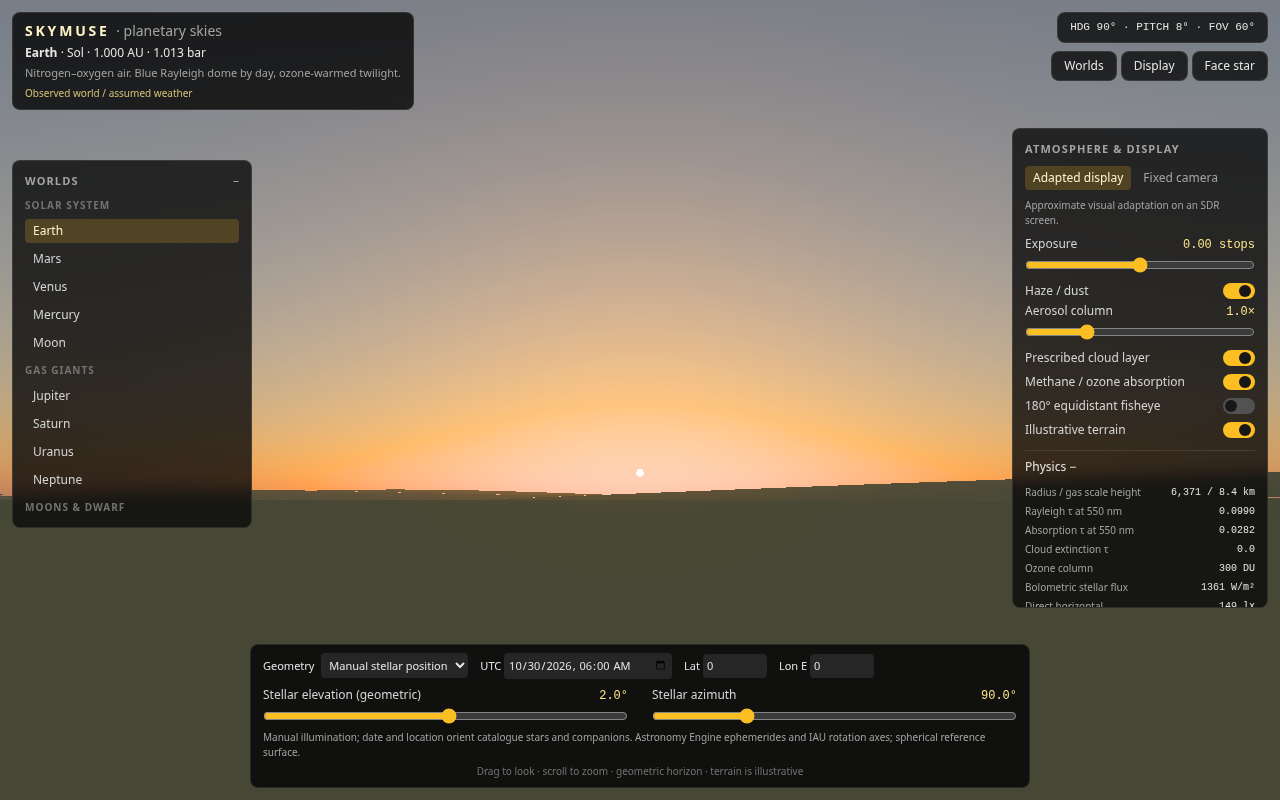 SKYMUSE · planetary skies
Earth · Sol · 1.000 AU · 1.013 bar
Nitrogen–oxygen air. Blue Rayleigh dome by day, ozone-warmed twilight.
Observed world / assumed weather
HDG 90° · PITCH 8° · FOV 60°
Worlds Display Face star
WORLDS –
SOLAR SYSTEM
Earth
Mars
Venus
Mercury
Moon
GAS GIANTS
Jupiter
Saturn
Uranus
Neptune
MOONS & DWARF
ATMOSPHERE & DISPLAY
Adapted display Fixed camera
Approximate visual adaptation on an SDR
screen.
Exposure 0.00 stops
Haze / dust
Aerosol column 1.0×
Prescribed cloud layer
Methane / ozone absorption
180° equidistant fisheye
Illustrative terrain
Physics –
Radius / gas scale height 6,371 / 8.4 km
Rayleigh τ at 550 nm 0.0990
Absorption τ at 550 nm 0.0282
Cloud extinction τ 0.0
Ozone column 300 DU
Bolometric stellar flux 1361 W/m²
Direct horizontal 149 lx
Geometry Manual stellar position UTC 10/30/2026, 06:00 AM Lat 0 Lon E 0
Stellar elevation (geometric) 2.0° Stellar azimuth 90.0°
Manual illumination; date and location orient catalogue stars and companions. Astronomy Engine ephemerides and IAU rotation axes; spherical reference
surface.
Drag to look · scroll to zoom · geometric horizon · terrain is illustrative